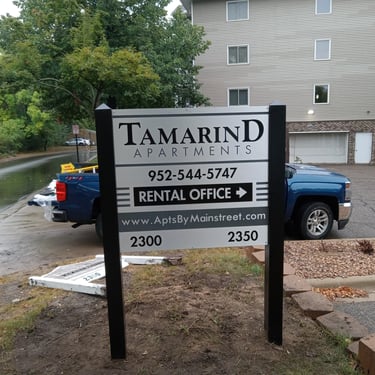 TAMARIND
APARTMENTS
952-544-5747
RENTAL OFFICE →
www.AptsByMainstreet.com
2300 2350